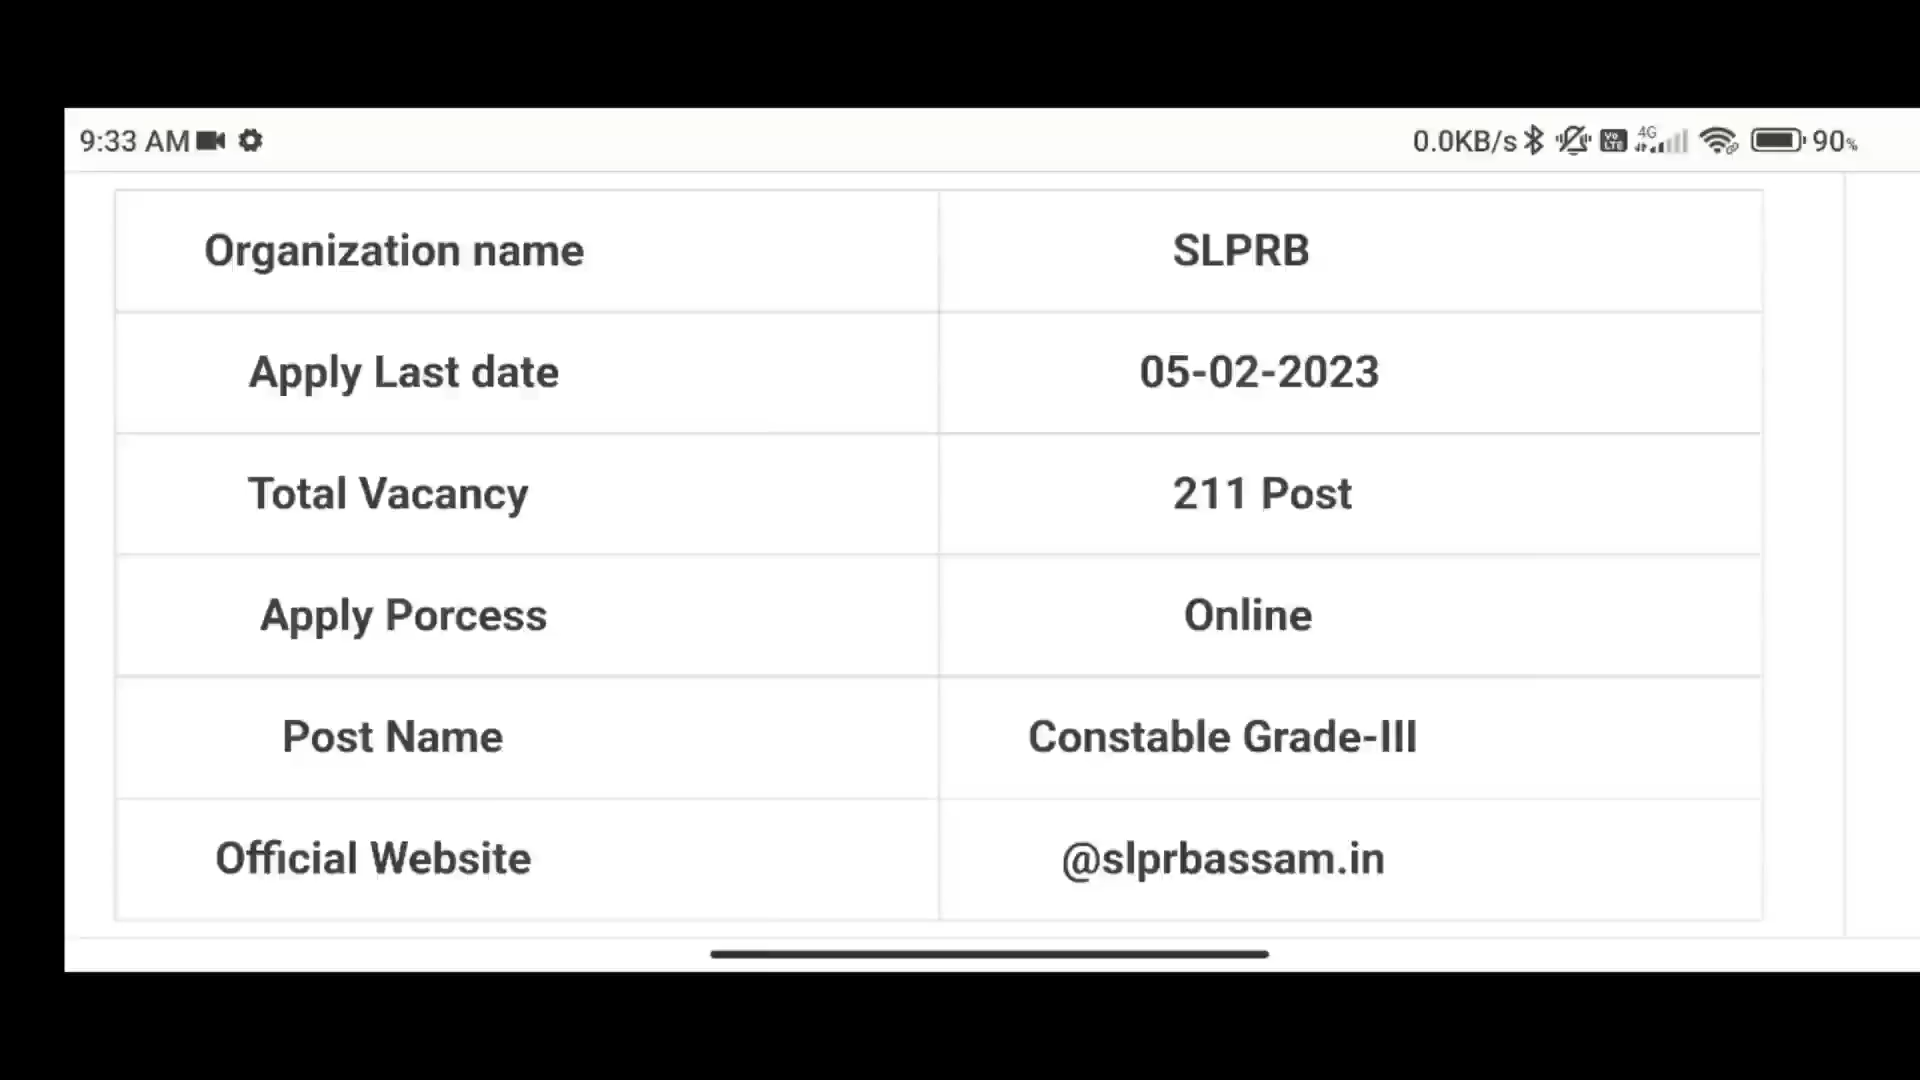 9:33 AM 0.0KB/s 4G 90%
Organization name SLPRB
Apply Last date 05-02-2023
Total Vacancy 211 Post
Apply Porcess Online
Post Name Constable Grade-III
Official Website @slprbassam.in